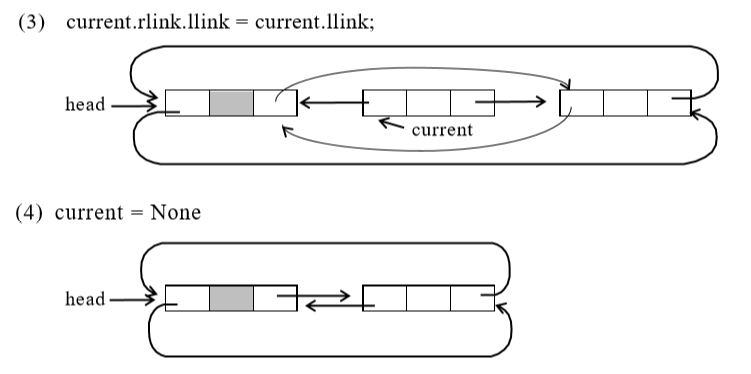 (3) current.rlink.llink = current.llink;
head
current
(4) current = None
head